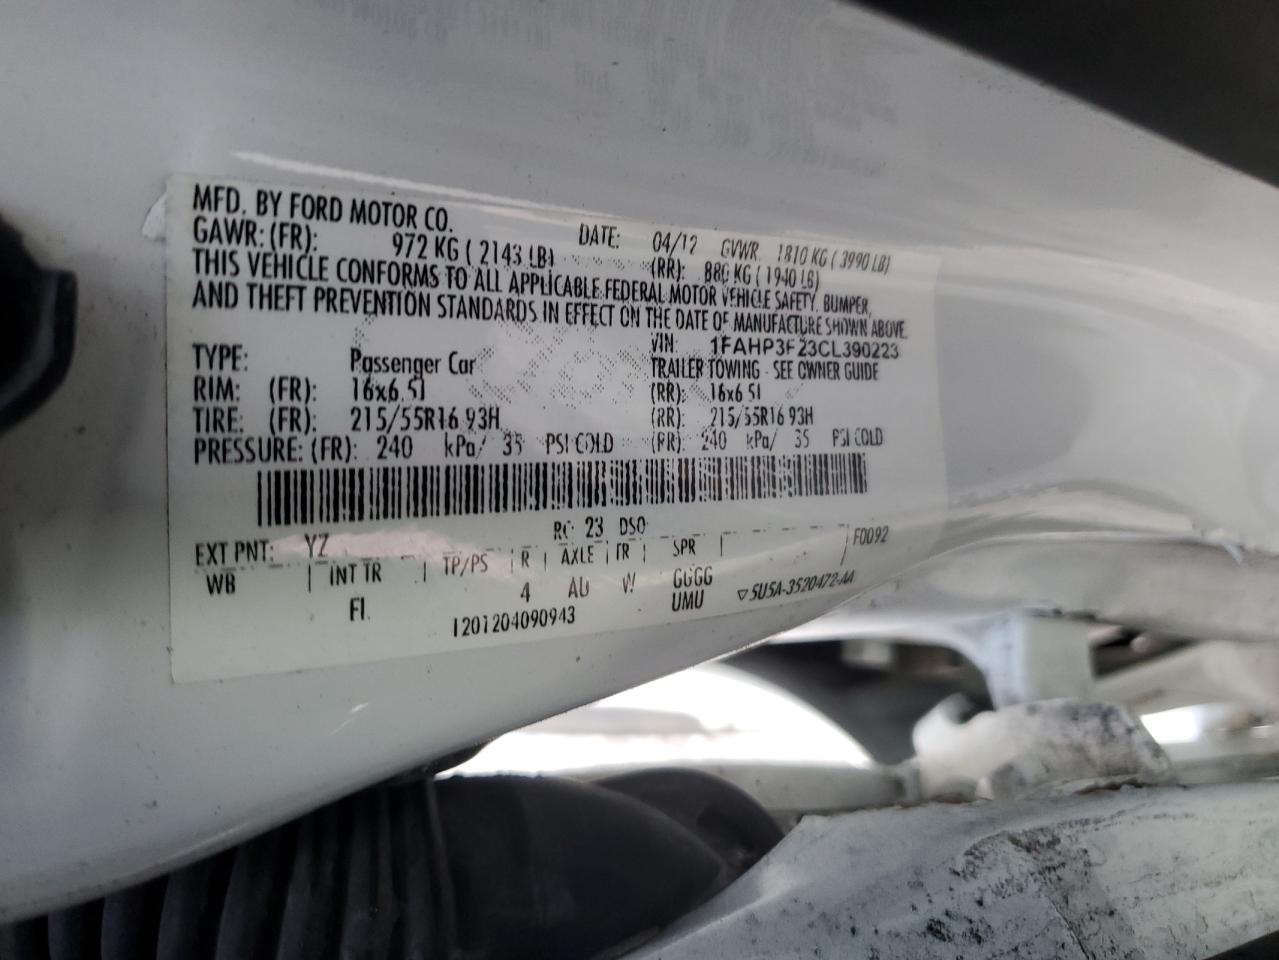 MFD. BY FORD MOTOR CO.
DATE: 04/12 GVWR: 1810 KG ( 3990 LB)
GAWR: (FR): 972 KG ( 2143 LB) (RR): 880 KG ( 1940 LB)
THIS VEHICLE CONFORMS TO ALL APPLICABLE FEDERAL MOTOR VEHICLE SAFETY, BUMPER,
AND THEFT PREVENTION STANDARDS IN EFFECT ON THE DATE OF MANUFACTURE SHOWN ABOVE.
VIN: 1FAHP3F23CL390223
TYPE: Passenger Car TRAILER TOWING - SEE OWNER GUIDE
RIM: (FR): 16x6.5J (RR): 16x6.5J
TIRE: (FR): 215/55R16 93H (RR): 215/55R16 93H
PRESSURE: (FR): 240 kPa/ 35 PSI COLD (RR): 240 kPa/ 35 PSI COLD
RC: 23 DSO:
EXT PNT: YZ F0092
WB | INT TR | TP/PS | R | AXLE | TR | SPR |
FL 4 AU W GGGG
UMU
1201204090943 ▽ 5U5A-3520472-AA